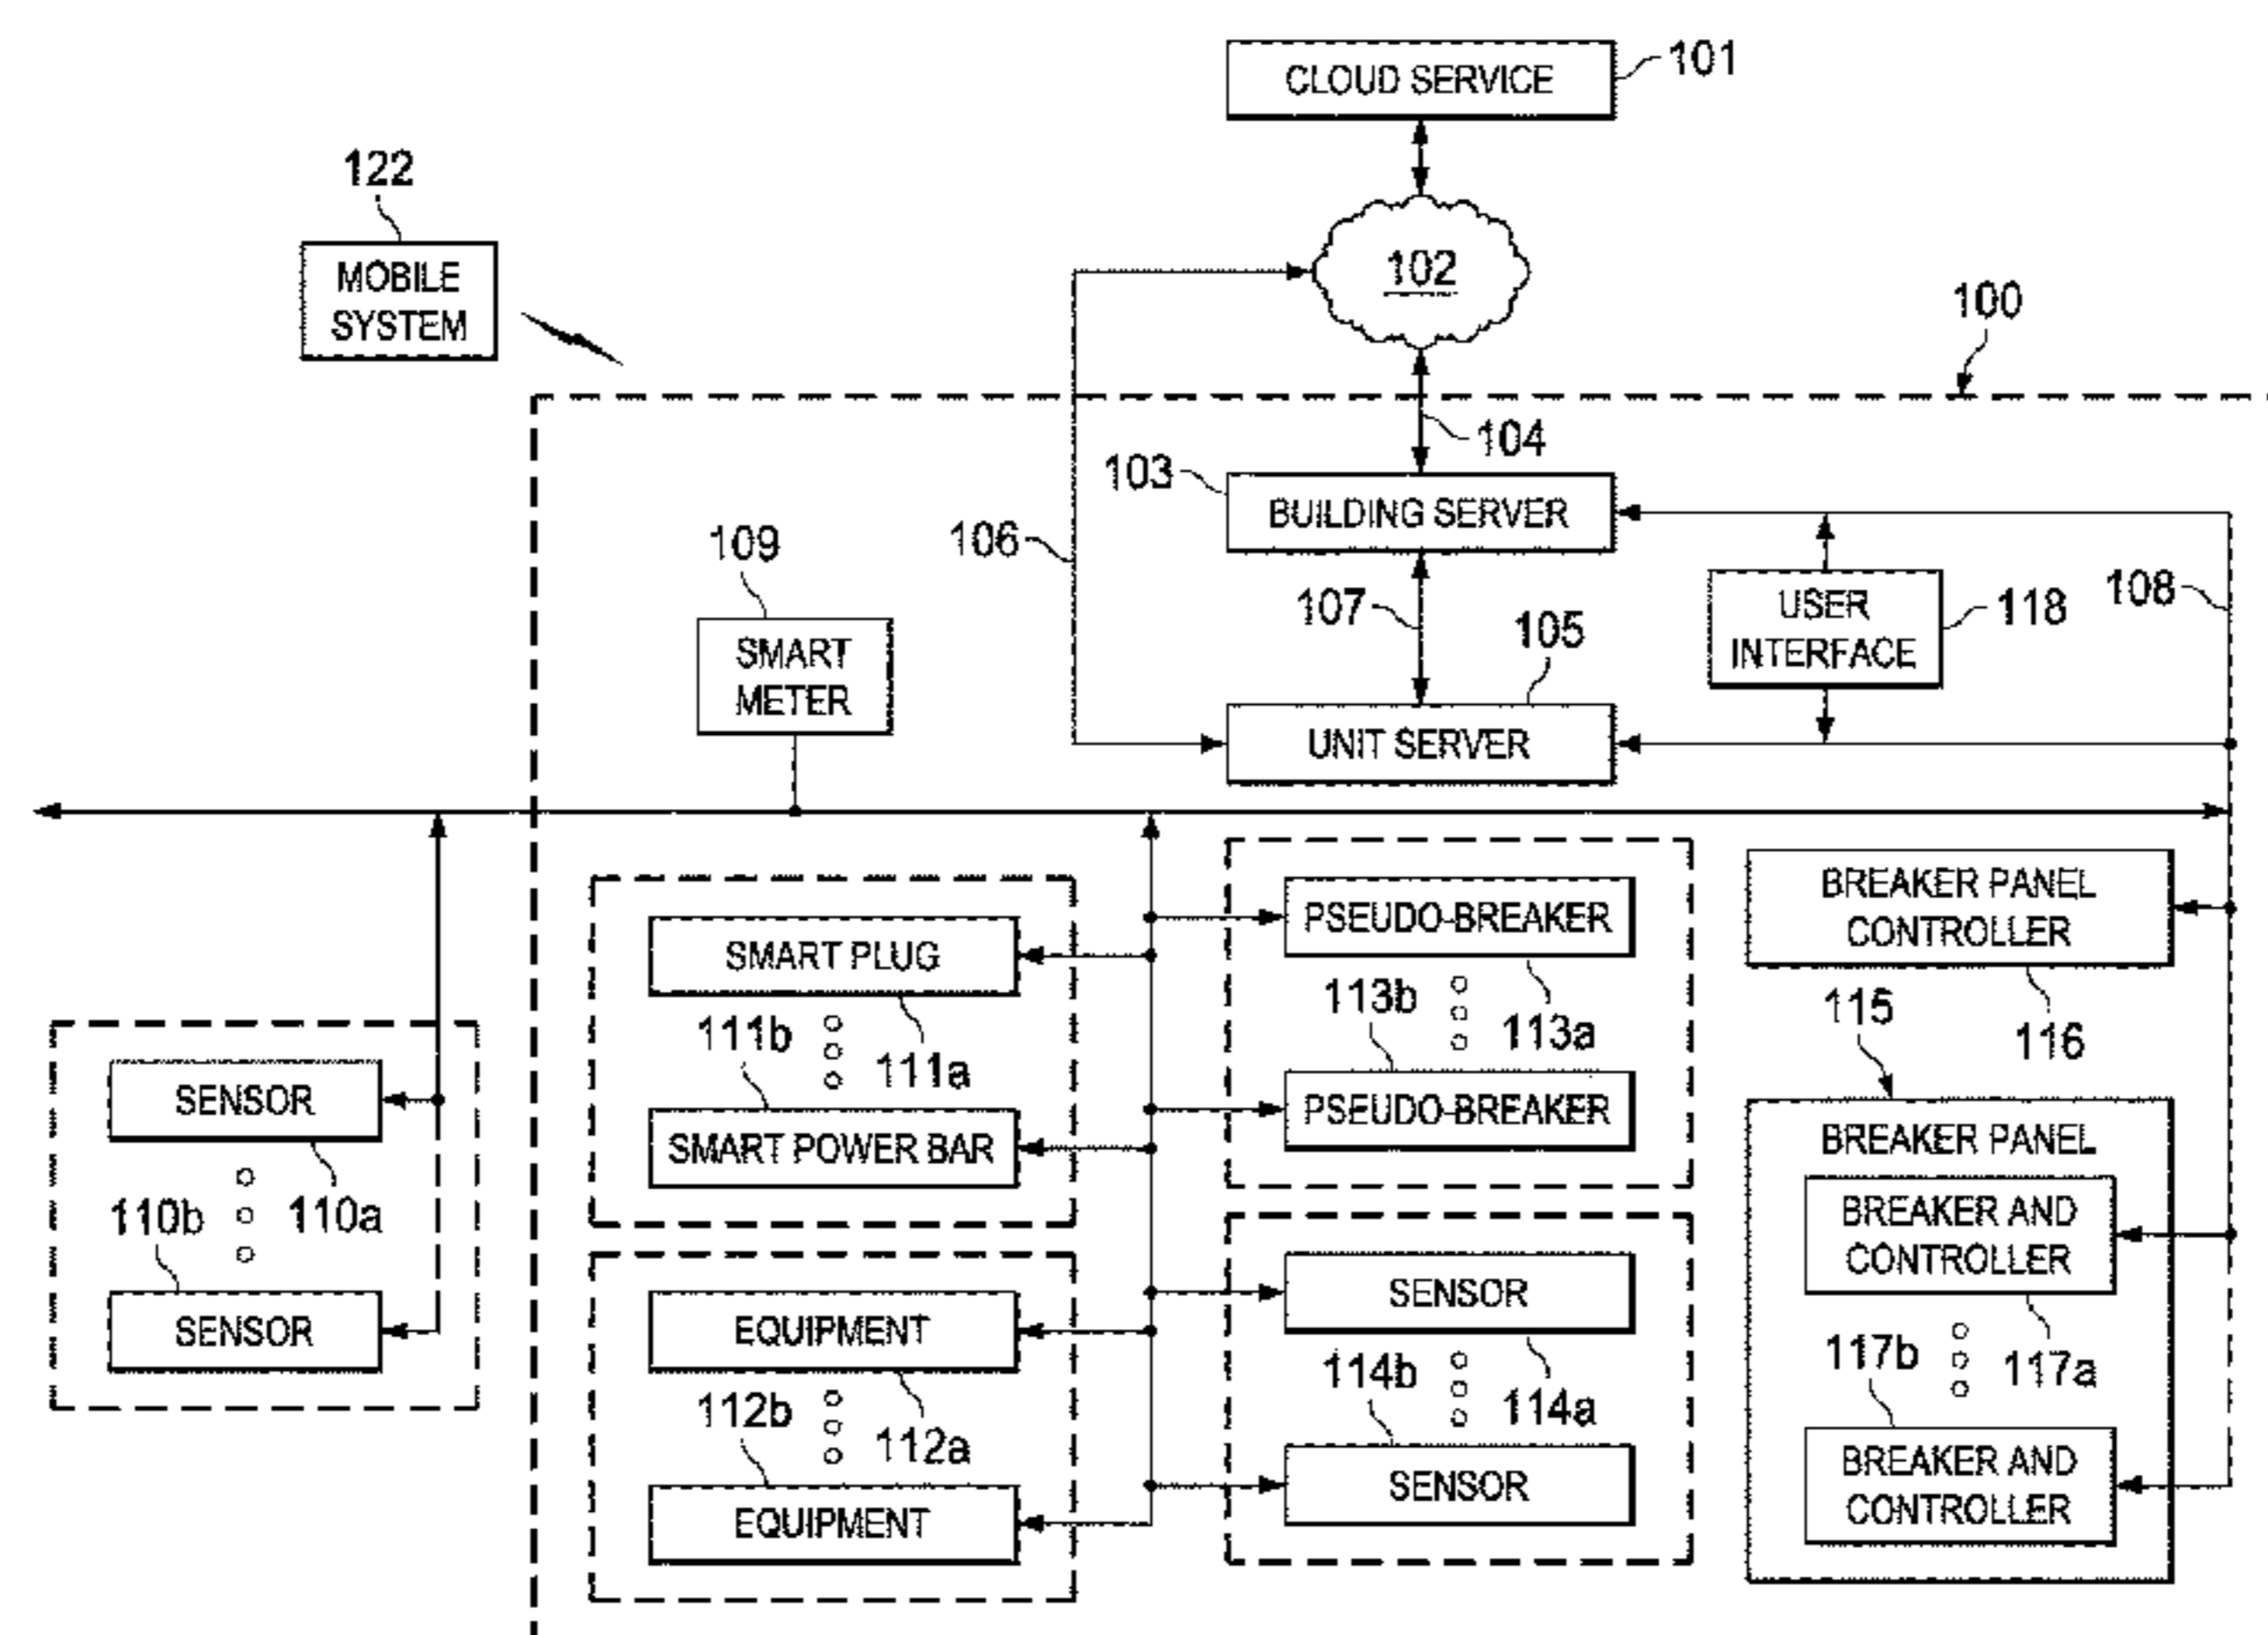 CLOUD SERVICE
101
122
MOBILE
SYSTEM
102
100
104
103
BUILDING SERVER
106
109
107
105
USER
INTERFACE
118
108
SMART
METER
UNIT SERVER
BREAKER PANEL
CONTROLLER
116
PSEUDO-BREAKER
113b
113a
PSEUDO-BREAKER
SMART PLUG
111b
111a
SMART POWER BAR
115
BREAKER PANEL
BREAKER AND
CONTROLLER
117b
117a
BREAKER AND
CONTROLLER
SENSOR
110b
110a
SENSOR
EQUIPMENT
112b
112a
EQUIPMENT
SENSOR
114b
114a
SENSOR